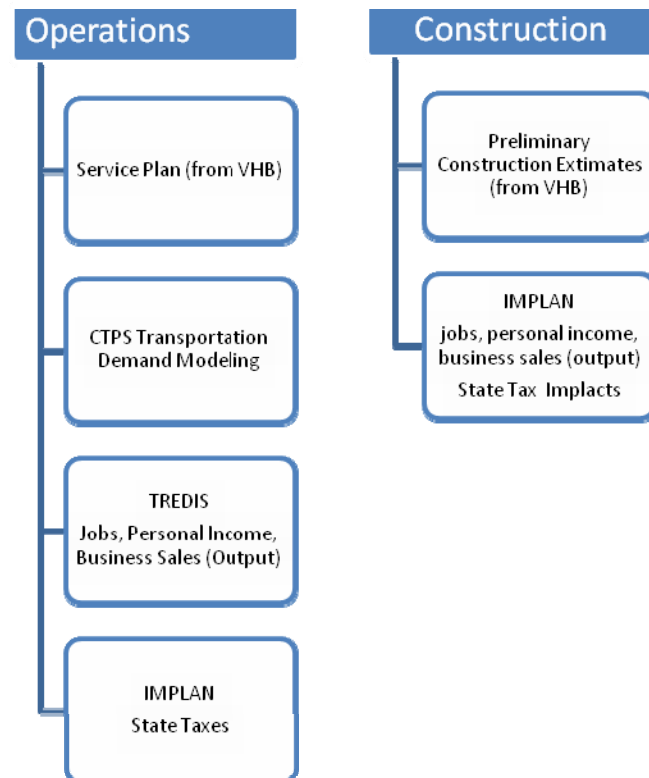 Operations
Service Plan (from VHB)
CTPS Transportation
Demand Modeling
TREDIS
Jobs, Personal Income,
Business Sales (Output)
IMPLAN
State Taxes
Construction
Preliminary
Construction Extimates
(from VHB)
IMPLAN
jobs, personal income,
business sales (output)
State Tax Implacts